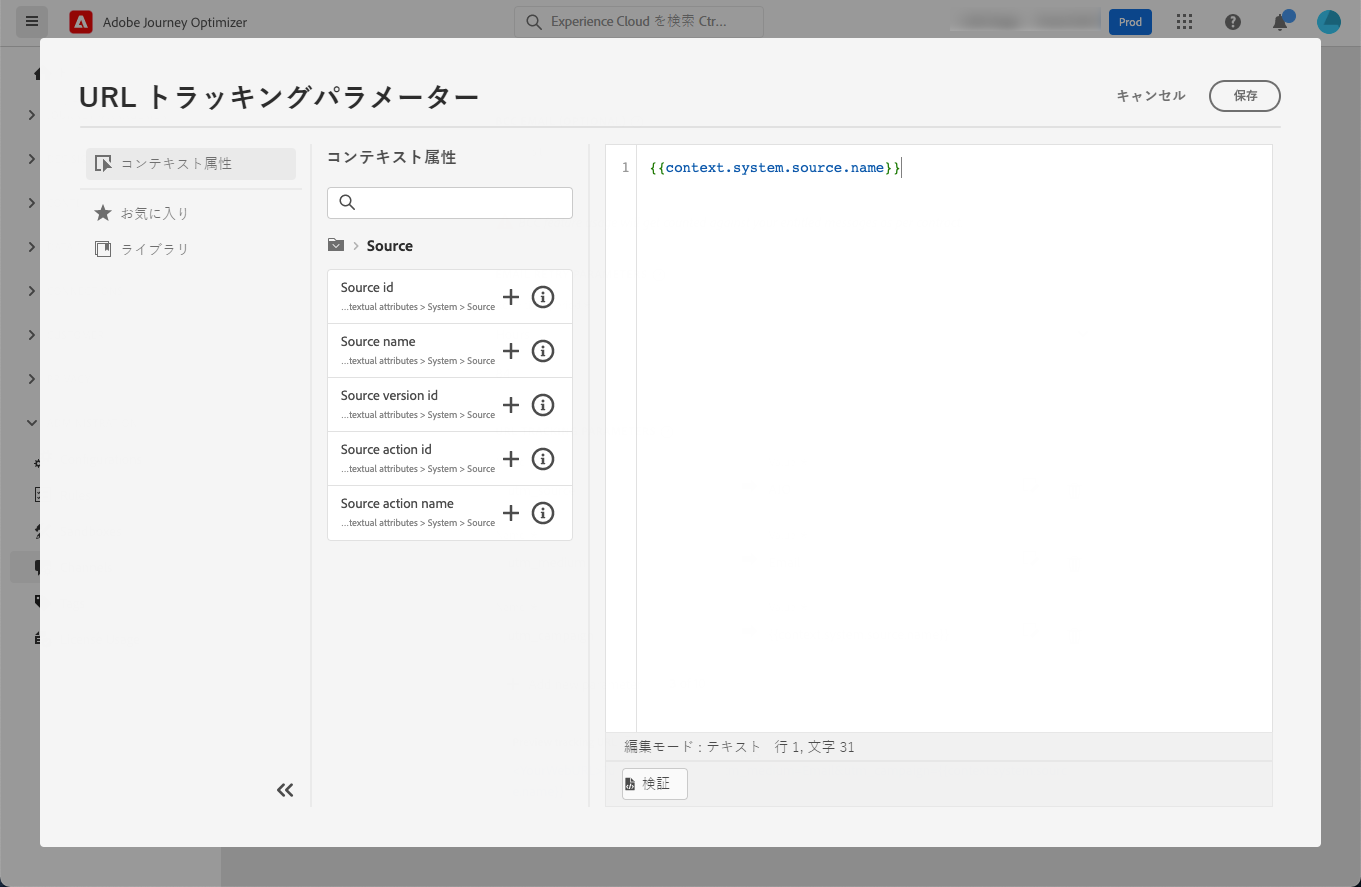 Adobe Journey Optimizer
Experience Cloud を検索 Ctr...
Prod
URL トラッキングパラメーター
キャンセル
保存
コンテキスト属性
お気に入り
ライブラリ
コンテキスト属性
Source
Source id
...textual attributes > System > Source
Source name
...textual attributes > System > Source
Source version id
...textual attributes > System > Source
Source action id
...textual attributes > System > Source
Source action name
...textual attributes > System > Source
1 {{context.system.source.name}}
編集モード : テキスト 行 1, 文字 31
検証